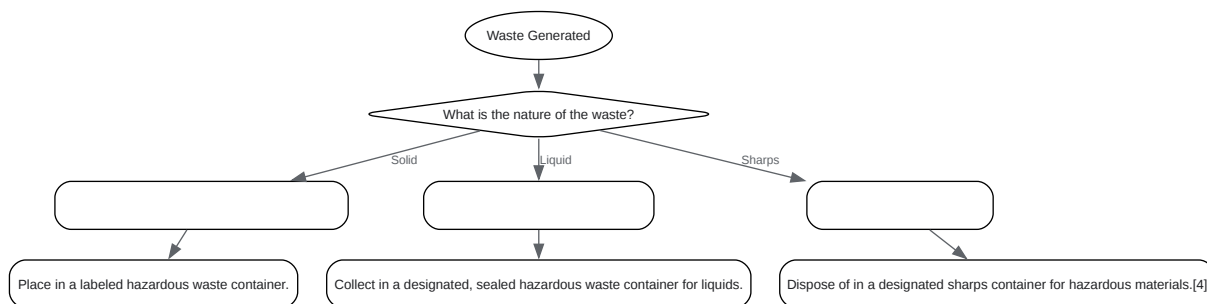 Waste Generated
What is the nature of the waste?
Solid
Liquid
Sharps
Place in a labeled hazardous waste container.
Collect in a designated, sealed hazardous waste container for liquids.
Dispose of in a designated sharps container for hazardous materials.[4]